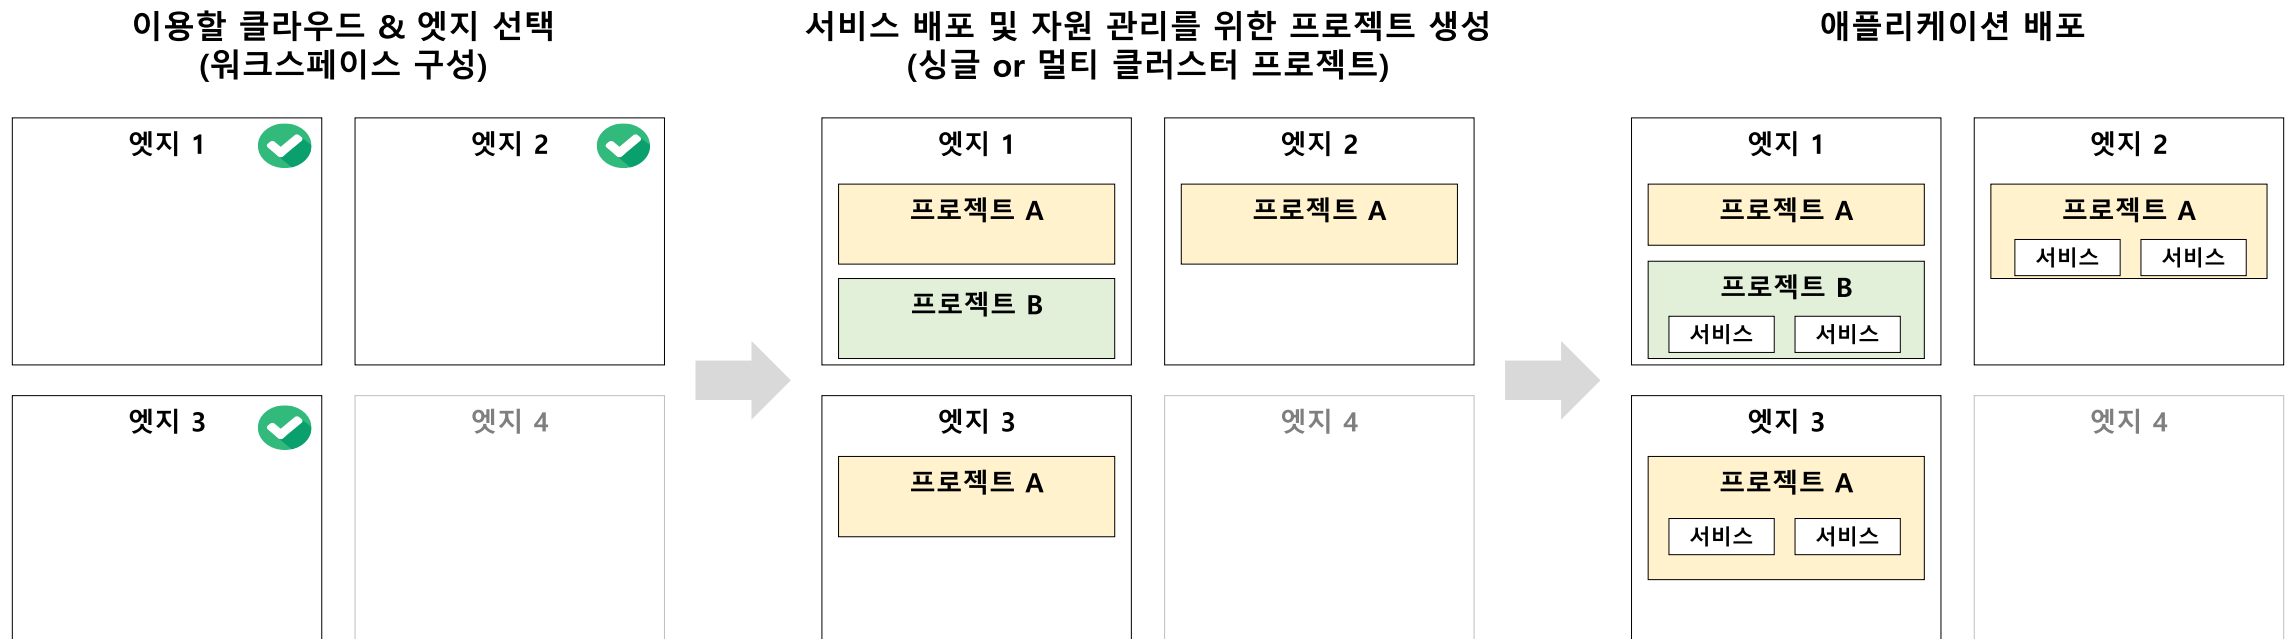 이용할 클라우드 & 엣지 선택
(워크스페이스 구성)
엣지 1
엣지 2
엣지 3
엣지 4
서비스 배포 및 자원 관리를 위한 프로젝트 생성
(싱글 or 멀티 클러스터 프로젝트)
엣지 1
프로젝트 A
프로젝트 B
엣지 2
프로젝트 A
엣지 3
프로젝트 A
엣지 4
애플리케이션 배포
엣지 1
프로젝트 A
프로젝트 B
서비스 서비스
엣지 2
프로젝트 A
서비스 서비스
엣지 3
프로젝트 A
서비스 서비스
엣지 4